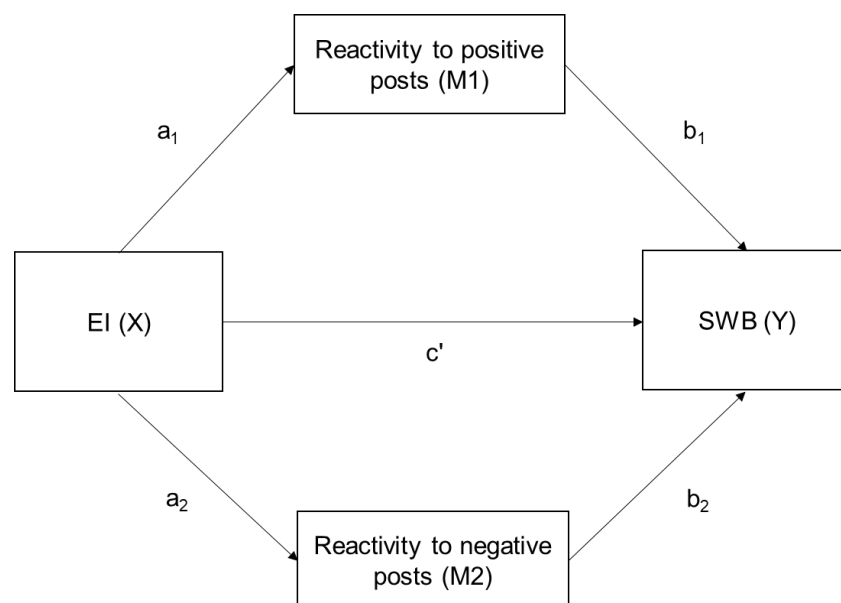 Reactivity to positive
posts (M1)
a₁
b₁
EI (X)
SWB (Y)
c'
a₂
b₂
Reactivity to negative
posts (M2)